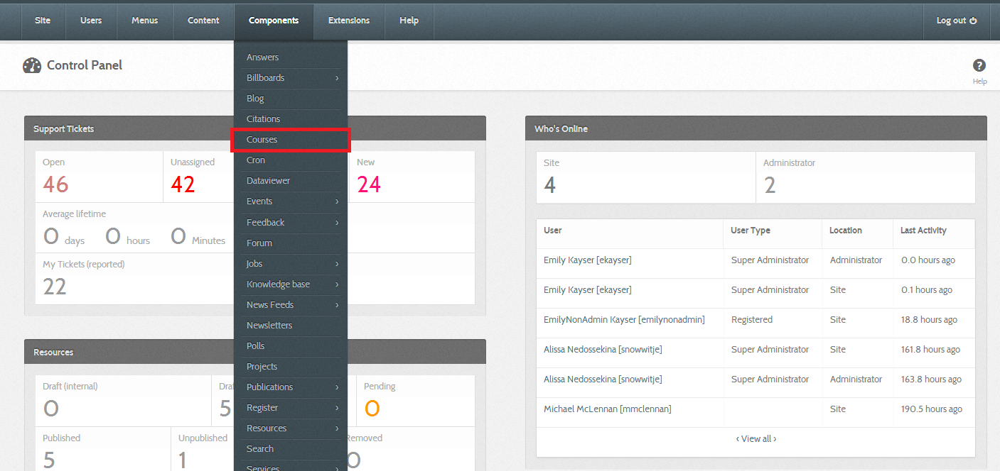 Site Users Menus Content Components Extensions Help Log out
Control Panel
Help
Answers
Billboards ›
Blog
Citations
Courses
Cron
Dataviewer
Events ›
Feedback ›
Forum
Jobs ›
Knowledge base ›
News Feeds ›
Newsletters
Polls
Projects
Publications ›
Register ›
Resources ›
Search
Services ›
Support Tickets
Open Unassigned New
46 42 24
Average lifetime
0 days 0 hours 0 Minutes
My Tickets (reported)
22
Resources
Draft (internal) Pending
0 5 0
Published Unpublished Removed
5 1 0
Who's Online
Site Administrator
4 2
User User Type Location Last Activity
Emily Kayser [ekayser] Super Administrator Administrator 0.0 hours ago
Emily Kayser [ekayser] Super Administrator Site 0.1 hours ago
EmilyNonAdmin Kayser [emilynonadmin] Registered Site 18.8 hours ago
Alissa Nedossekina [snowwitje] Super Administrator Site 161.8 hours ago
Alissa Nedossekina [snowwitje] Super Administrator Administrator 163.8 hours ago
Michael McLennan [mmclennan] Site 190.5 hours ago
‹ View all ›